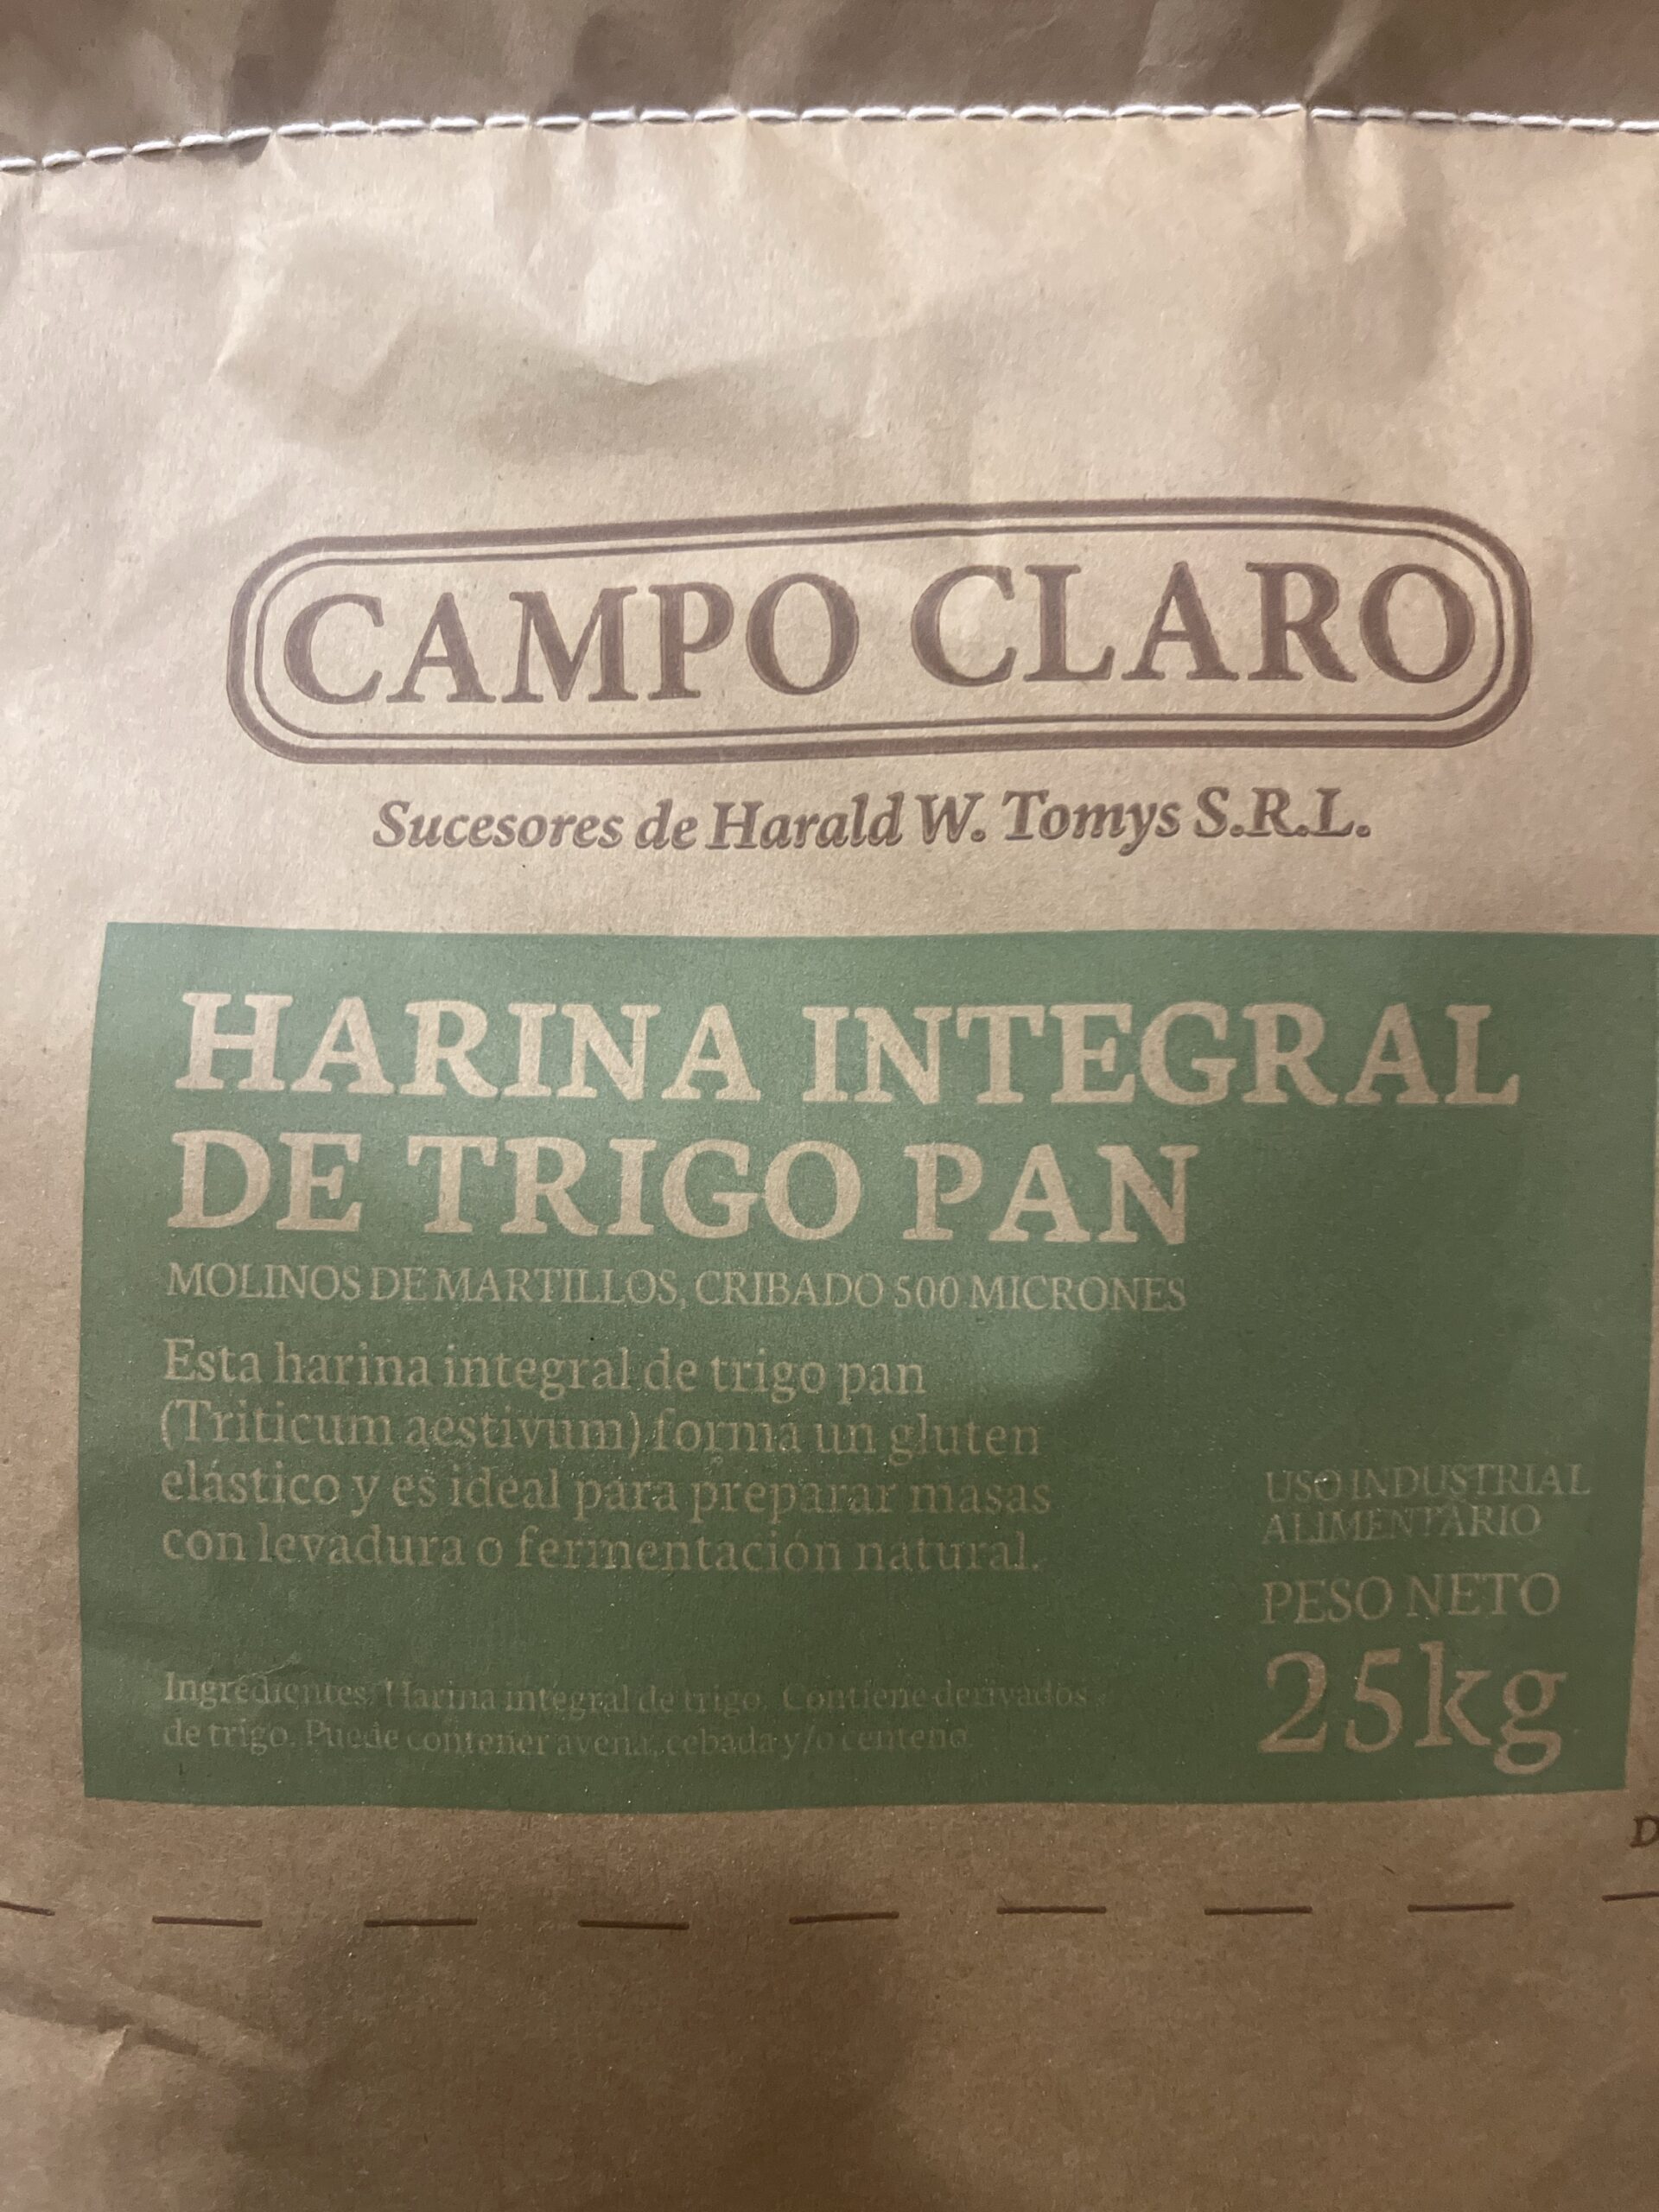 CAMPO CLARO
Sucesores de Harald W. Tomys S.R.L.
HARINA INTEGRAL
DE TRIGO PAN
MOLINOS DE MARTILLOS, CRIBADO 500 MICRONES
Esta harina integral de trigo pan
(Triticum aestivum) forma un gluten
elástico y es ideal para preparar masas
con levadura o fermentación natural.
Ingredientes: Harina integral de trigo. Contiene derivados
de trigo. Puede contener avena, cebada y/o centeno.
USO INDUSTRIAL
ALIMENTARIO
PESO NETO
25kg